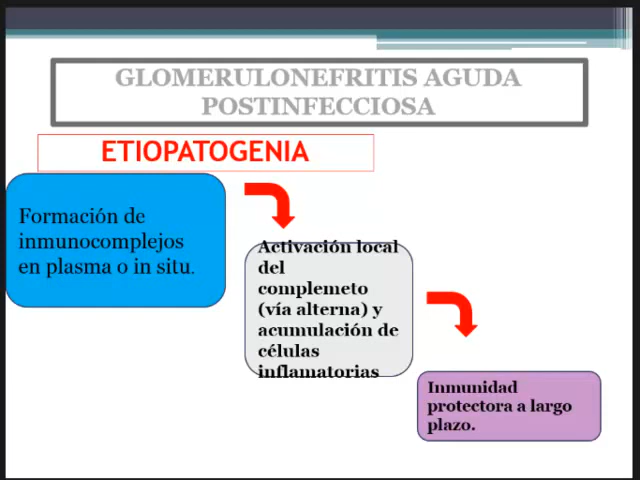 GLOMERULONEFRITIS AGUDA
POSTINFECCIOSA
ETIOPATOGENIA
Formación de
inmunocomplejos
en plasma o in situ.
Activación local
del
complemeto
(vía alterna) y
acumulación de
células
inflamatorias
Inmunidad
protectora a largo
plazo.